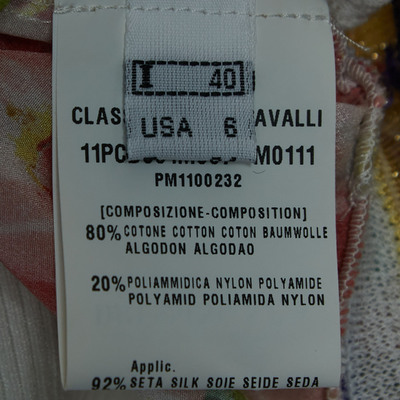 I 40
USA 6
CLAS AVALLI
11PC M0111
PM1100232
[COMPOSIZIONE-COMPOSITION]
80% COTONE COTTON COTON BAUMWOLLE
ALGODON ALGODAO
20% POLIAMMIDICA NYLON POLYAMIDE
POLYAMID POLIAMIDA NYLON
Applic.
92% SETA SILK SOIE SEIDE SEDA